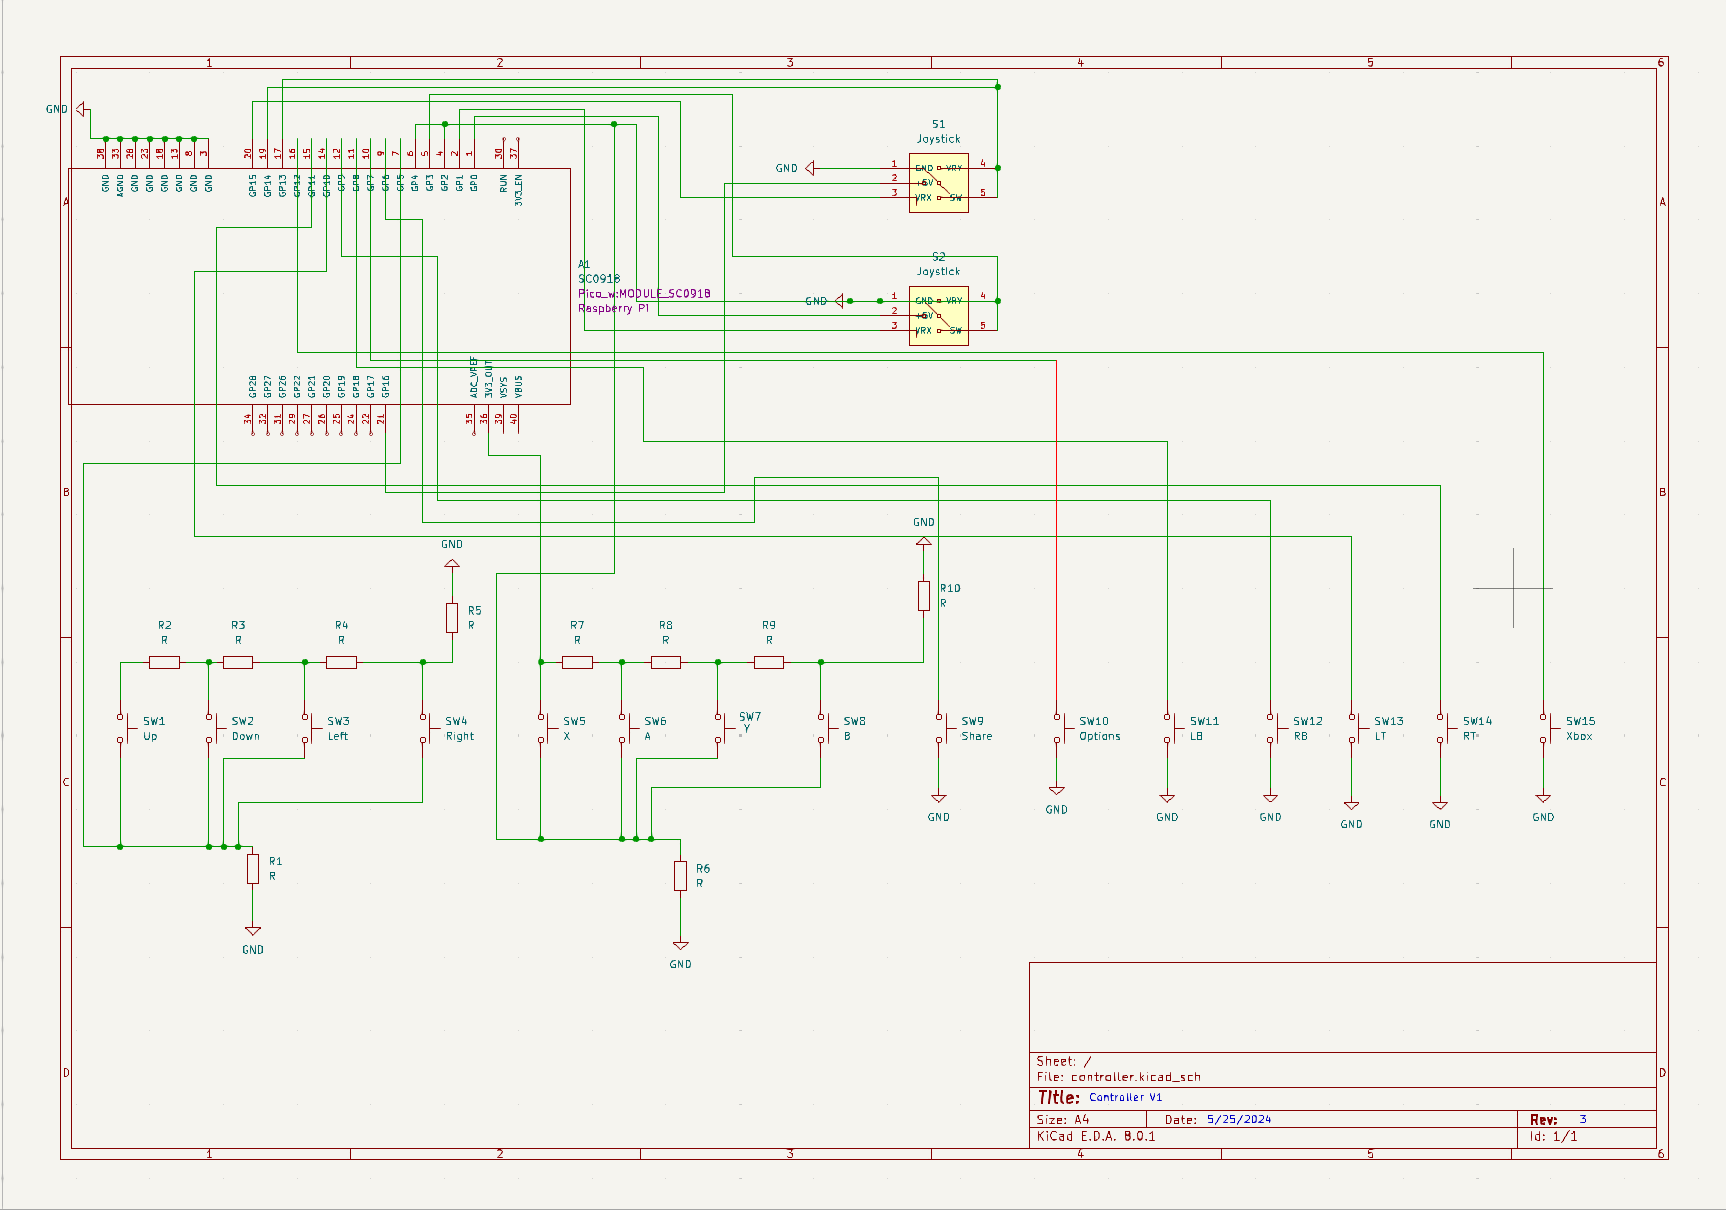 1 2 3 4 5 6
GND
38 33 28 23 18 13 8 3
GND AGND GND GND GND GND GND GND
20 19 17 16 15 14 12 11 10 9 7 6 5 4 2 1
GP15 GP14 GP13 GP12 GP11 GP10 GP9 GP8 GP7 GP6 GP5 GP4 GP3 GP2 GP1 GP0
30 37
RUN 3V3_EN
S1
Joystick
GND
1 GND VRY 4
2 +5V
3 VRX SW 5
A A
S2
Joystick
GND
1 GND VRY 4
2 +5V
3 VRX SW 5
A1
SC0918
Pico_w:MODULE_SC0918
Raspberry Pi
GP28 GP27 GP26 GP22 GP21 GP20 GP19 GP18 GP17 GP16
34 32 31 29 27 26 25 24 22 21
ADC_VREF 3V3_OUT VSYS VBUS
35 36 39 40
B B
GND
GND
R5
R
R10
R
R2
R
R3
R
R4
R
R7
R
R8
R
R9
R
SW1
Up
SW2
Down
SW3
Left
SW4
Right
SW5
X
SW6
A
SW7
Y
SW8
B
SW9
Share
SW10
Options
SW11
LB
SW12
RB
SW13
LT
SW14
RT
SW15
Xbox
C C
GND
GND
GND
GND
GND
GND
GND
R1
R
R6
R
GND
GND
Sheet: /
File: controller.kicad_sch
Title: Controller V1
Size: A4 Date: 5/25/2024 Rev: 3
KiCad E.D.A. 8.0.1 Id: 1/1
D D
1 2 3 4 5 6